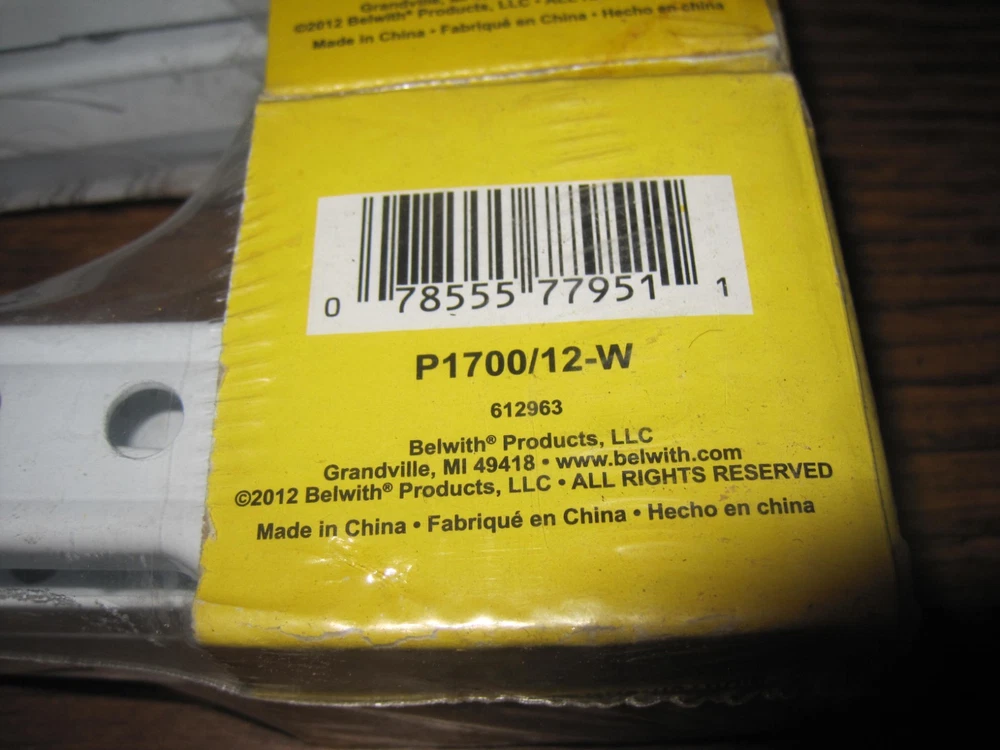 Grandville,
©2012 Belwith® Products, LLC • ALL
Made in China • Fabriqué en China • Hecho en china
0 78555 77951 1
P1700/12-W
612963
Belwith® Products, LLC
Grandville, MI 49418 • www.belwith.com
©2012 Belwith® Products, LLC • ALL RIGHTS RESERVED
Made in China • Fabriqué en China • Hecho en china